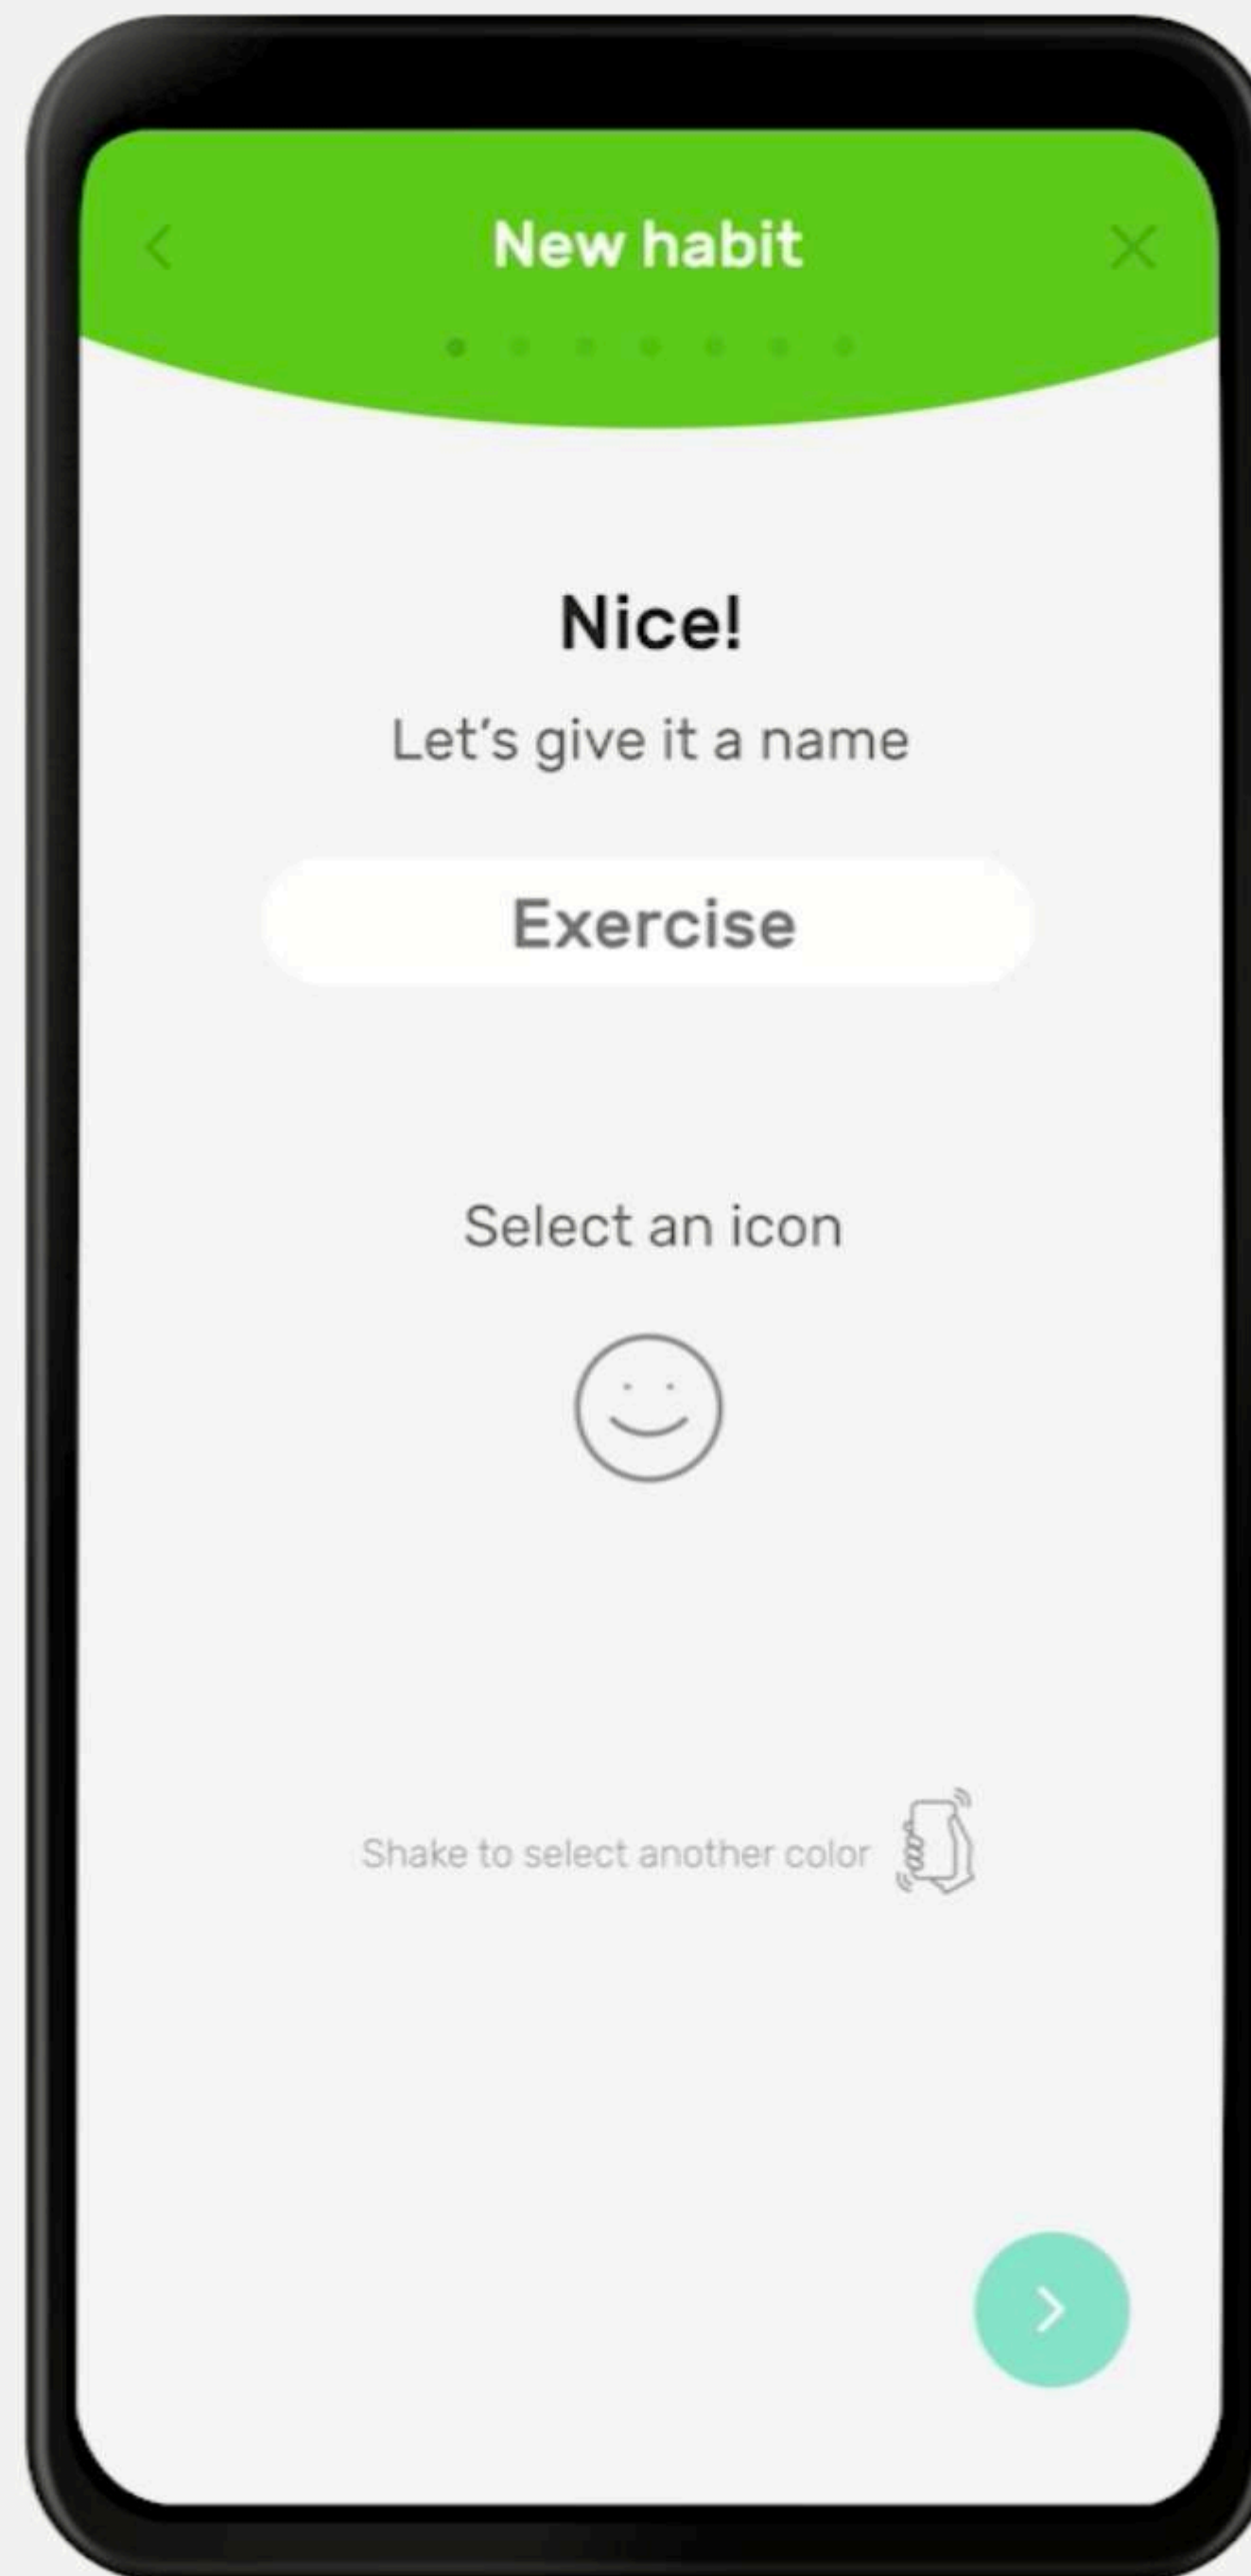 New habit
Nice!
Let's give it a name
Exercise
Select an icon
Shake to select another color